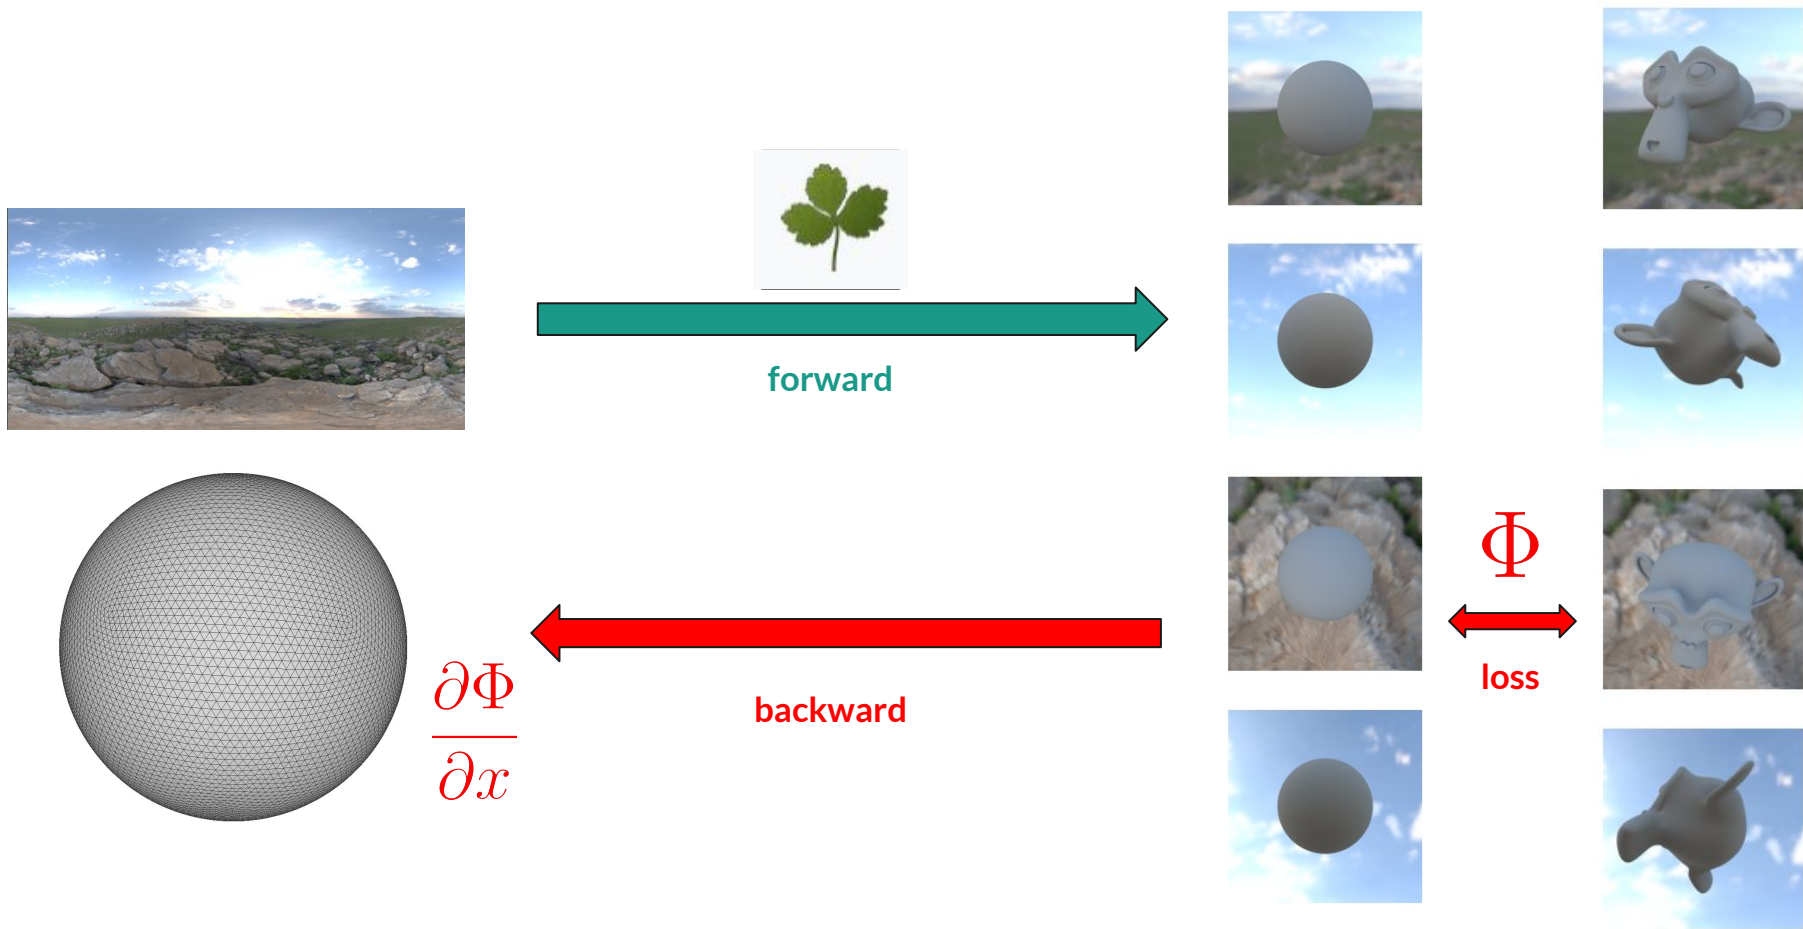 forward
Φ
loss
∂Φ
∂x
backward